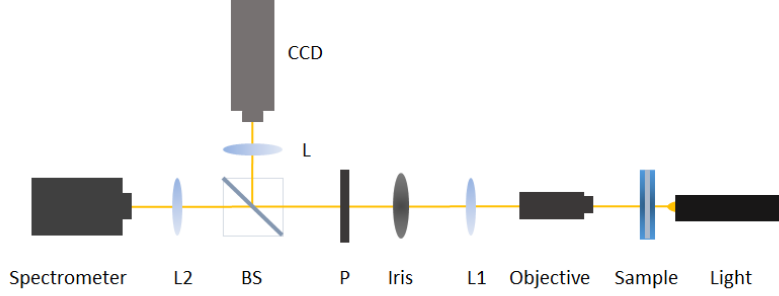 CCD
L
Spectrometer
L2
BS
P
Iris
L1
Objective
Sample
Light